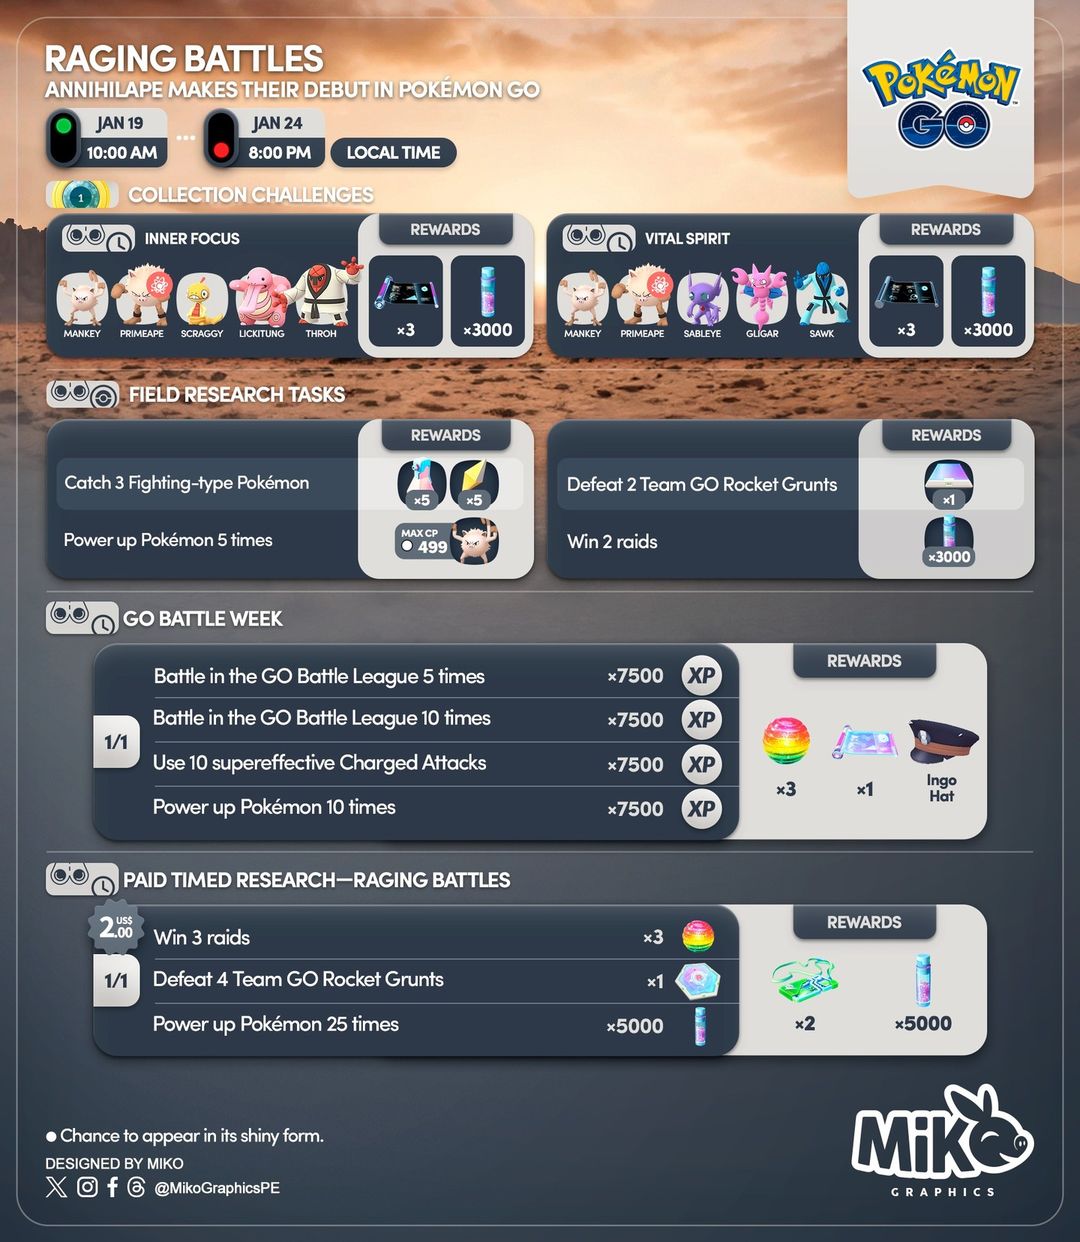 RAGING BATTLES
ANNIHILAPE MAKES THEIR DEBUT IN POKÉMON GO
JAN 19
10:00 AM
JAN 24
8:00 PM
LOCAL TIME
POKéMON
GO
1
COLLECTION CHALLENGES
INNER FOCUS
REWARDS
MANKEY
PRIMEAPE
SCRAGGY
LICKITUNG
THROH
×3
×3000
VITAL SPIRIT
REWARDS
MANKEY
PRIMEAPE
SABLEYE
GLIGAR
SAWK
×3
×3000
FIELD RESEARCH TASKS
REWARDS
Catch 3 Fighting-type Pokémon
×5
×5
Power up Pokémon 5 times
MAX CP
499
REWARDS
Defeat 2 Team GO Rocket Grunts
×1
Win 2 raids
×3000
GO BATTLE WEEK
1/1
Battle in the GO Battle League 5 times ×7500 XP
Battle in the GO Battle League 10 times ×7500 XP
Use 10 supereffective Charged Attacks ×7500 XP
Power up Pokémon 10 times ×7500 XP
REWARDS
×3
×1
Ingo
Hat
PAID TIMED RESEARCH—RAGING BATTLES
2.00 US$
1/1
Win 3 raids ×3
Defeat 4 Team GO Rocket Grunts ×1
Power up Pokémon 25 times ×5000
REWARDS
×2
×5000
Chance to appear in its shiny form.
DESIGNED BY MIKO
@MikoGraphicsPE
MiKO
GRAPHICS